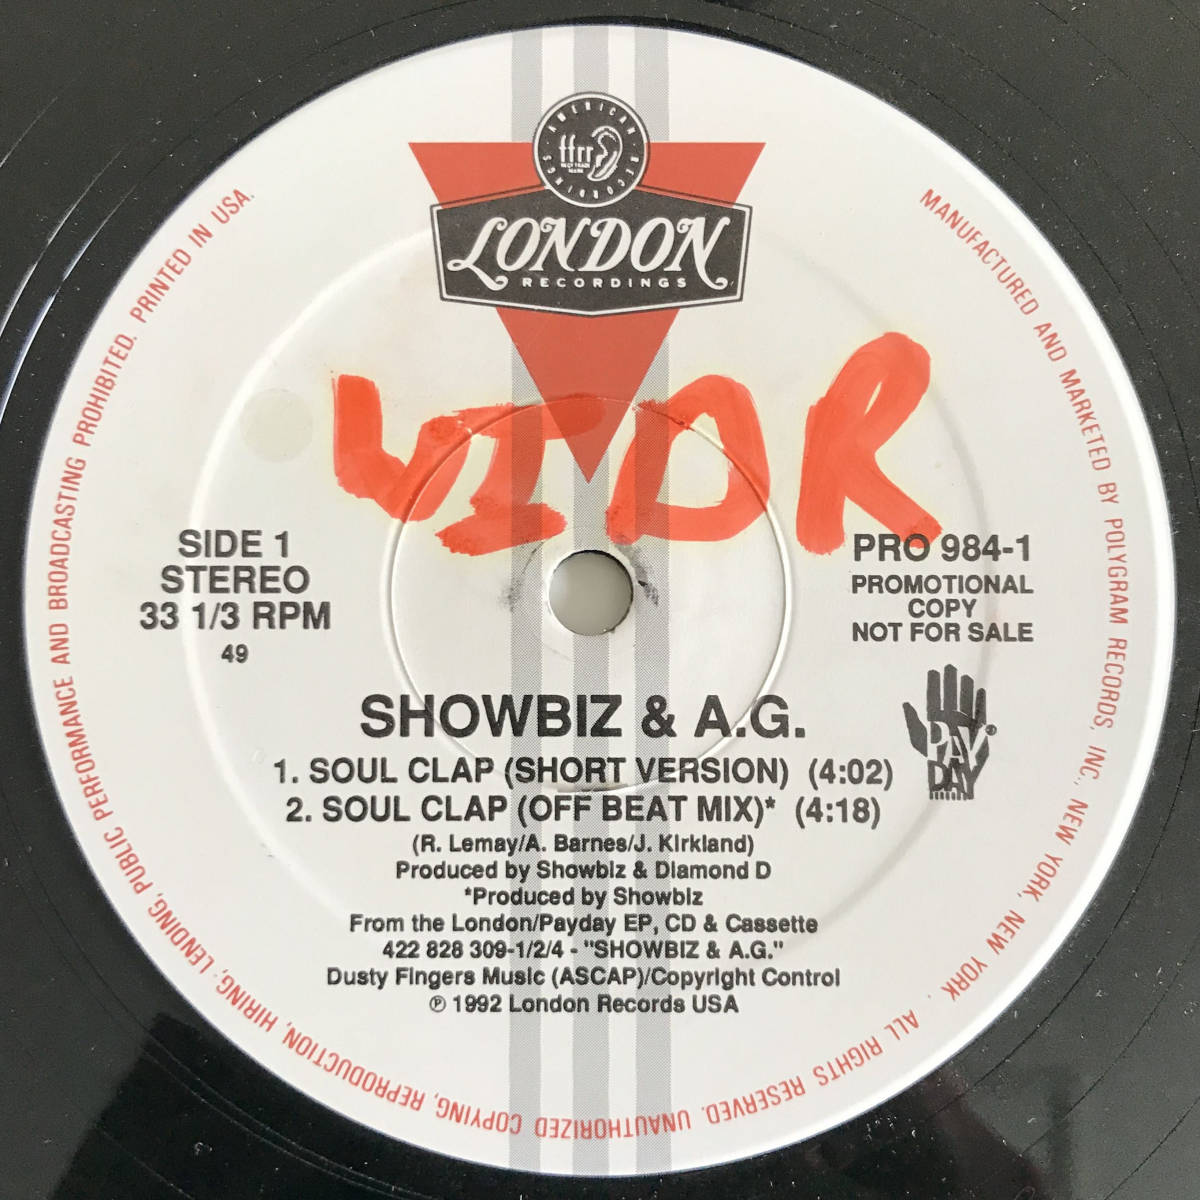 AMERICAN RECORDINGS
ffrr
TRADE MARK
LONDON
RECORDINGS
MANUFACTURED AND MARKETED BY POLYGRAM RECORDS, INC., NEW YORK, NEW YORK. ALL RIGHTS RESERVED. UNAUTHORIZED COPYING, REPRODUCTION, HIRING, LENDING, PUBLIC PERFORMANCE AND BROADCASTING PROHIBITED. PRINTED IN USA.
SIDE 1
STEREO
33 1/3 RPM
49
PRO 984-1
PROMOTIONAL
COPY
NOT FOR SALE
PAY
DAY
SHOWBIZ & A.G.
1. SOUL CLAP (SHORT VERSION) (4:02)
2. SOUL CLAP (OFF BEAT MIX)* (4:18)
(R. Lemay/A. Barnes/J. Kirkland)
Produced by Showbiz & Diamond D
*Produced by Showbiz
From the London/Payday EP, CD & Cassette
422 828 309-1/2/4 - "SHOWBIZ & A.G."
Dusty Fingers Music (ASCAP)/Copyright Control
℗ 1992 London Records USA